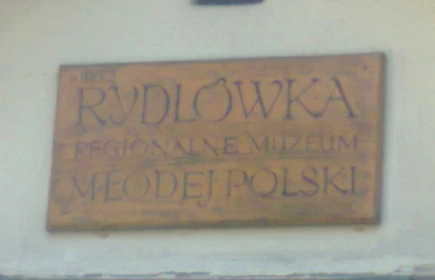 RYDLÓWKA
REGIONALNE MUZEUM
MŁODEJ POLSKI